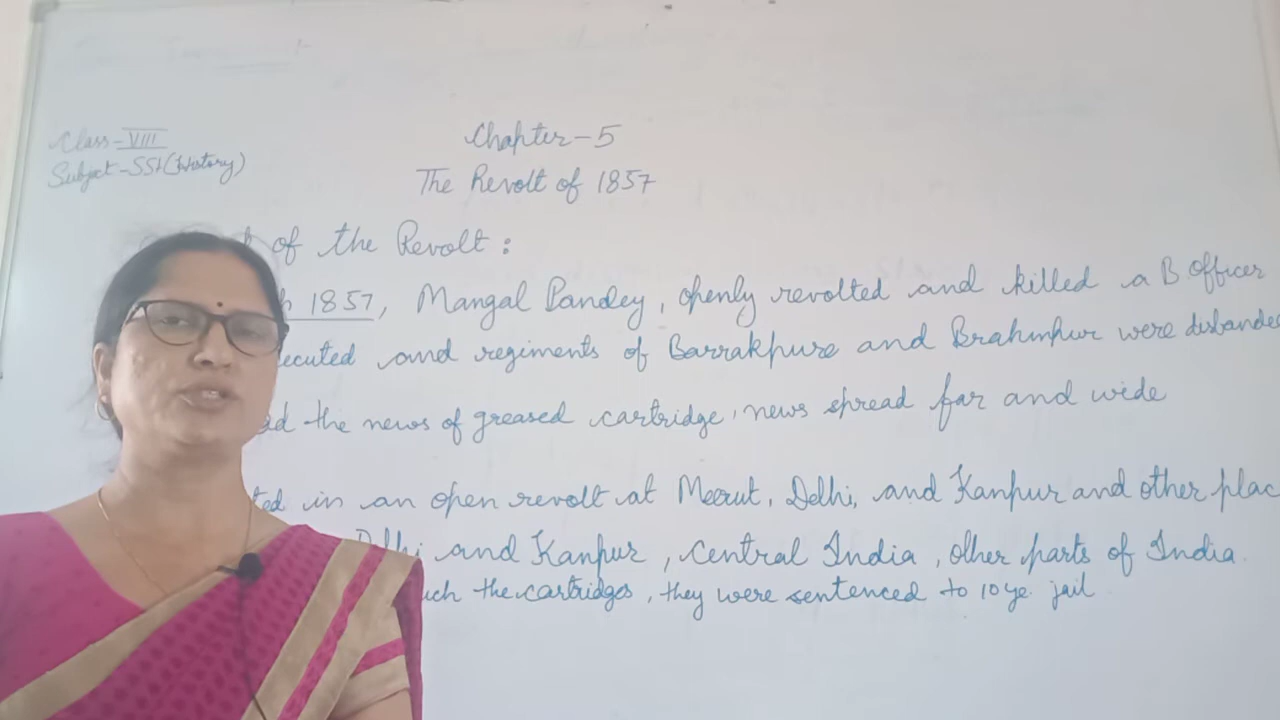 Class-VIII
Subject-SSt(History)
Chapter-5
The Revolt of 1857
of the Revolt:
1857, Mangal Pandey, openly revolted and killed a B officer
and regiments of Barrakpure and Brahmpur were disbanded
the news of greased cartridge, news spread far and wide
in an open revolt at Meerut, Delhi, and Kanpur and other plac
Delhi and Kanpur, central India, other parts of India.
the cartridges, they were sentenced to 10 ye. jail